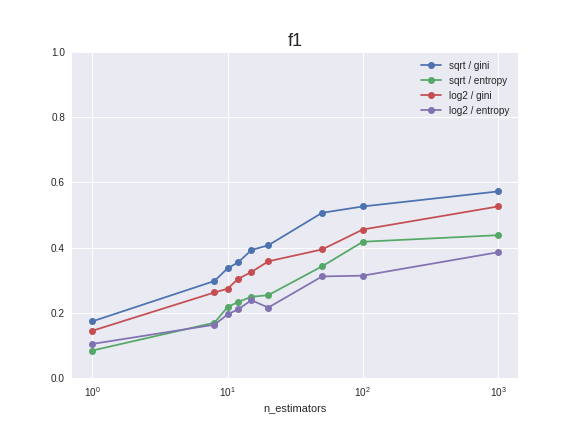 f1
1.0
0.8
0.6
0.4
0.2
0.0
sqrt / gini
sqrt / entropy
log2 / gini
log2 / entropy
10⁰ 10¹ 10² 10³
n_estimators